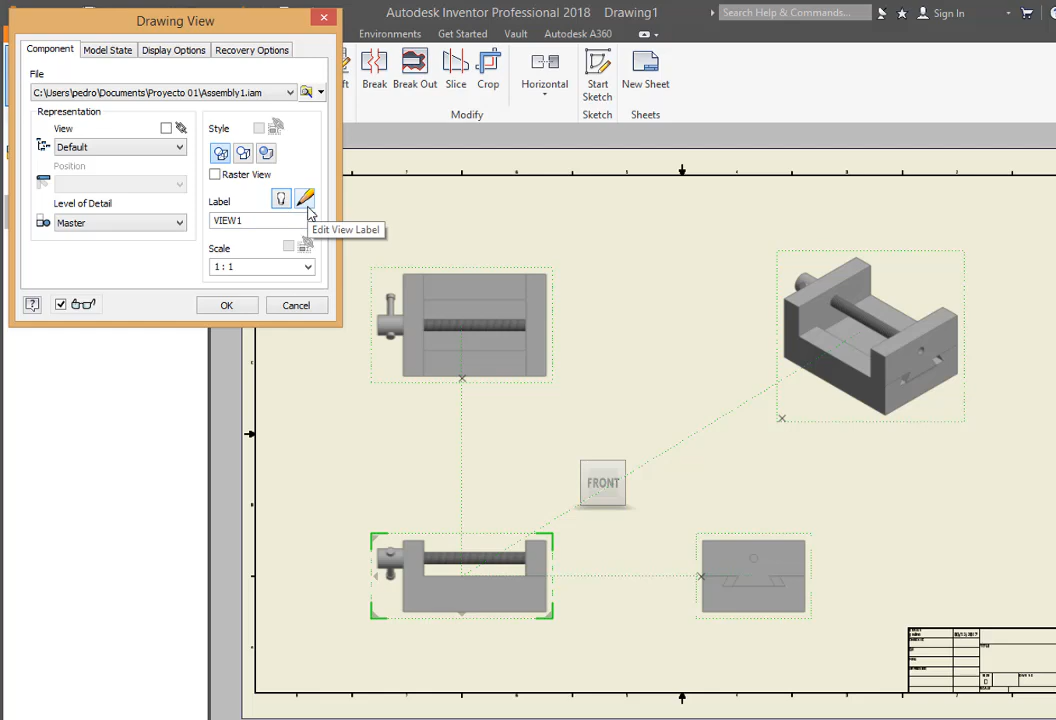 Drawing View
Autodesk Inventor Professional 2018 Drawing1
Search Help & Commands...
Sign In
Environments Get Started Vault Autodesk A360
Component Model State Display Options Recovery Options
Break Break Out Slice Crop Horizontal Start Sketch New Sheet
Modify Sketch Sheets
File
C:\Users\pedro\Documents\Proyecto 01\Assembly1.iam
Representation
View
Default
Position
Level of Detail
Master
Style
Raster View
Label
VIEW1
Edit View Label
Scale
1 : 1
OK Cancel
FRONT